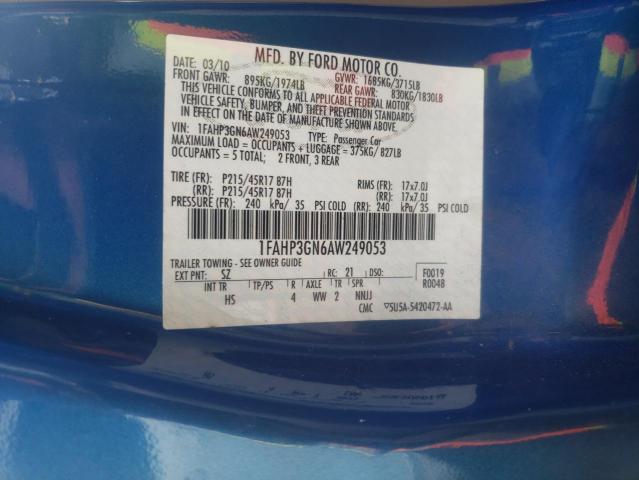 MFD. BY FORD MOTOR CO.
03/10 GVWR: 1685KG/3715LB
FRONT GAWR: 895KG/1974LB REAR GAWR: 830KG/1830LB
THIS VEHICLE CONFORMS TO ALL APPLICABLE FEDERAL MOTOR
VEHICLE SAFETY, BUMPER, AND THEFT PREVENTION STANDARDS
IN EFFECT ON THE DATE OF MANUFACTURE SHOWN ABOVE.
VIN: 1FAHP3GN6AW249053 TYPE: Passenger Car
MAXIMUM LOAD = OCCUPANTS + LUGGAGE = 375KG/ 827LB
OCCUPANTS = 5 TOTAL: 2 FRONT, 3 REAR
TIRE (FR): P215/45R17 87H RIMS (FR): 17x7.0J
(RR): P215/45R17 87H (RR): 17x7.0J
PRESSURE (FR): 240 kPa/ 35 PSI COLD (RR): 240 kPa/ 35 PSI COLD
1FAHP3GN6AW249053
TRAILER TOWING - SEE OWNER GUIDE
EXT PNT: SZ RC: 21 DSO: F0019
INT TR TP/PS R AXLE TR SPR R0048
HS 4 WW 2 NNJJ
CMC ▽5U5A-5420472-AA